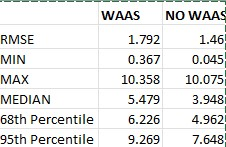 WAAS NO WAAS
RMSE 1.792 1.46
MIN 0.367 0.045
MAX 10.358 10.075
MEDIAN 5.479 3.948
68th Percentile 6.226 4.962
95th Percentile 9.269 7.648